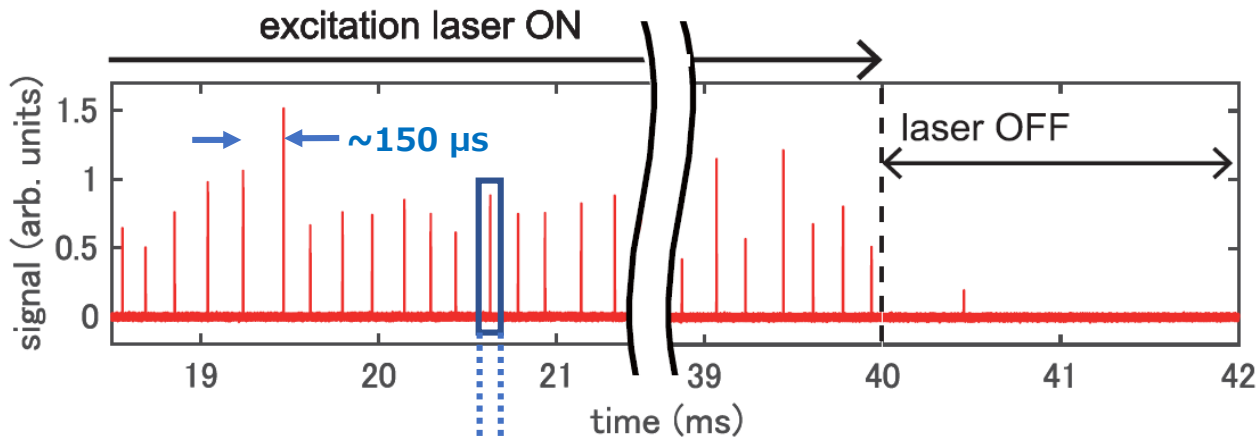 excitation laser ON
1.5
1
0.5
0
signal (arb. units)
~150 µs
laser OFF
19 20 21 39 40 41 42
time (ms)